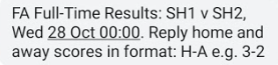 FA Full-Time Results: SH1 v SH2,
Wed 28 Oct 00:00. Reply home and
away scores in format: H-A e.g. 3-2